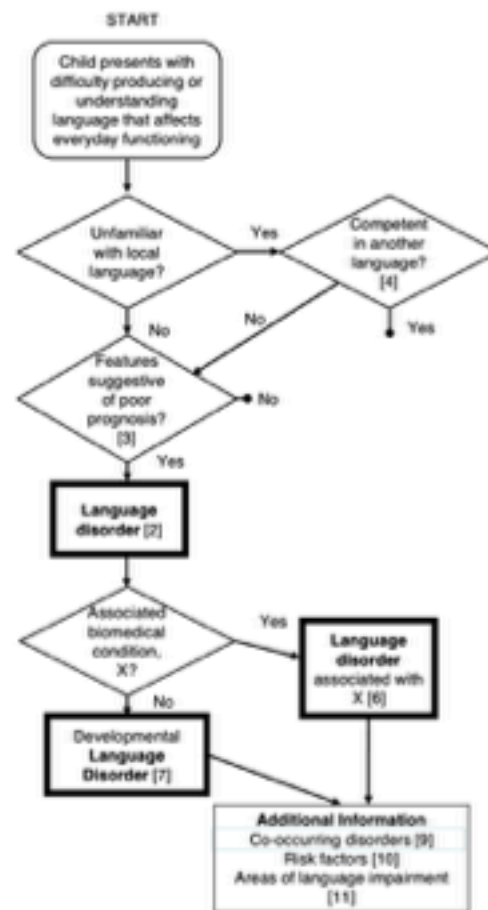 START
Child presents with
difficulty producing or
understanding
language that affects
everyday functioning
Unfamiliar
with local
language?
Yes
Competent
in another
language?
[4]
No
No
Yes
Features
suggestive
of poor
prognosis?
[3]
No
Yes
Language
disorder [2]
Associated
biomedical
condition,
X?
Yes
Language
disorder
associated with
X [6]
No
Developmental
Language
Disorder [7]
Additional Information
Co-occurring disorders [9]
Risk factors [10]
Areas of language impairment
[11]